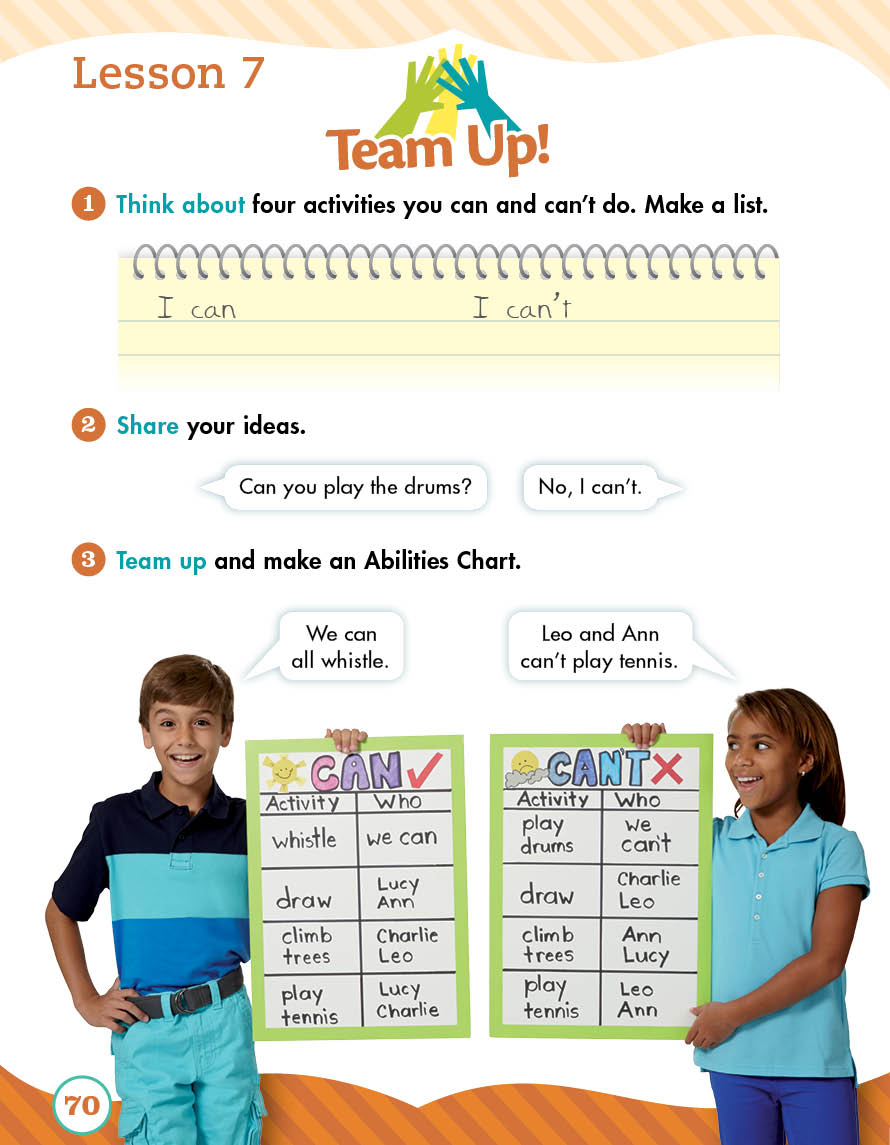 Lesson 7
Team Up!
1 Think about four activities you can and can't do. Make a list.
I can I can't
2 Share your ideas.
Can you play the drums?
No, I can't.
3 Team up and make an Abilities Chart.
We can
all whistle.
Leo and Ann
can't play tennis.
CAN
Activity Who
whistle we can
draw Lucy
Ann
climb
trees
Charlie
Leo
play
tennis
Lucy
Charlie
CAN'T
Activity Who
play
drums
we
can't
draw Charlie
Leo
climb
trees
Ann
Lucy
play
tennis
Leo
Ann
70